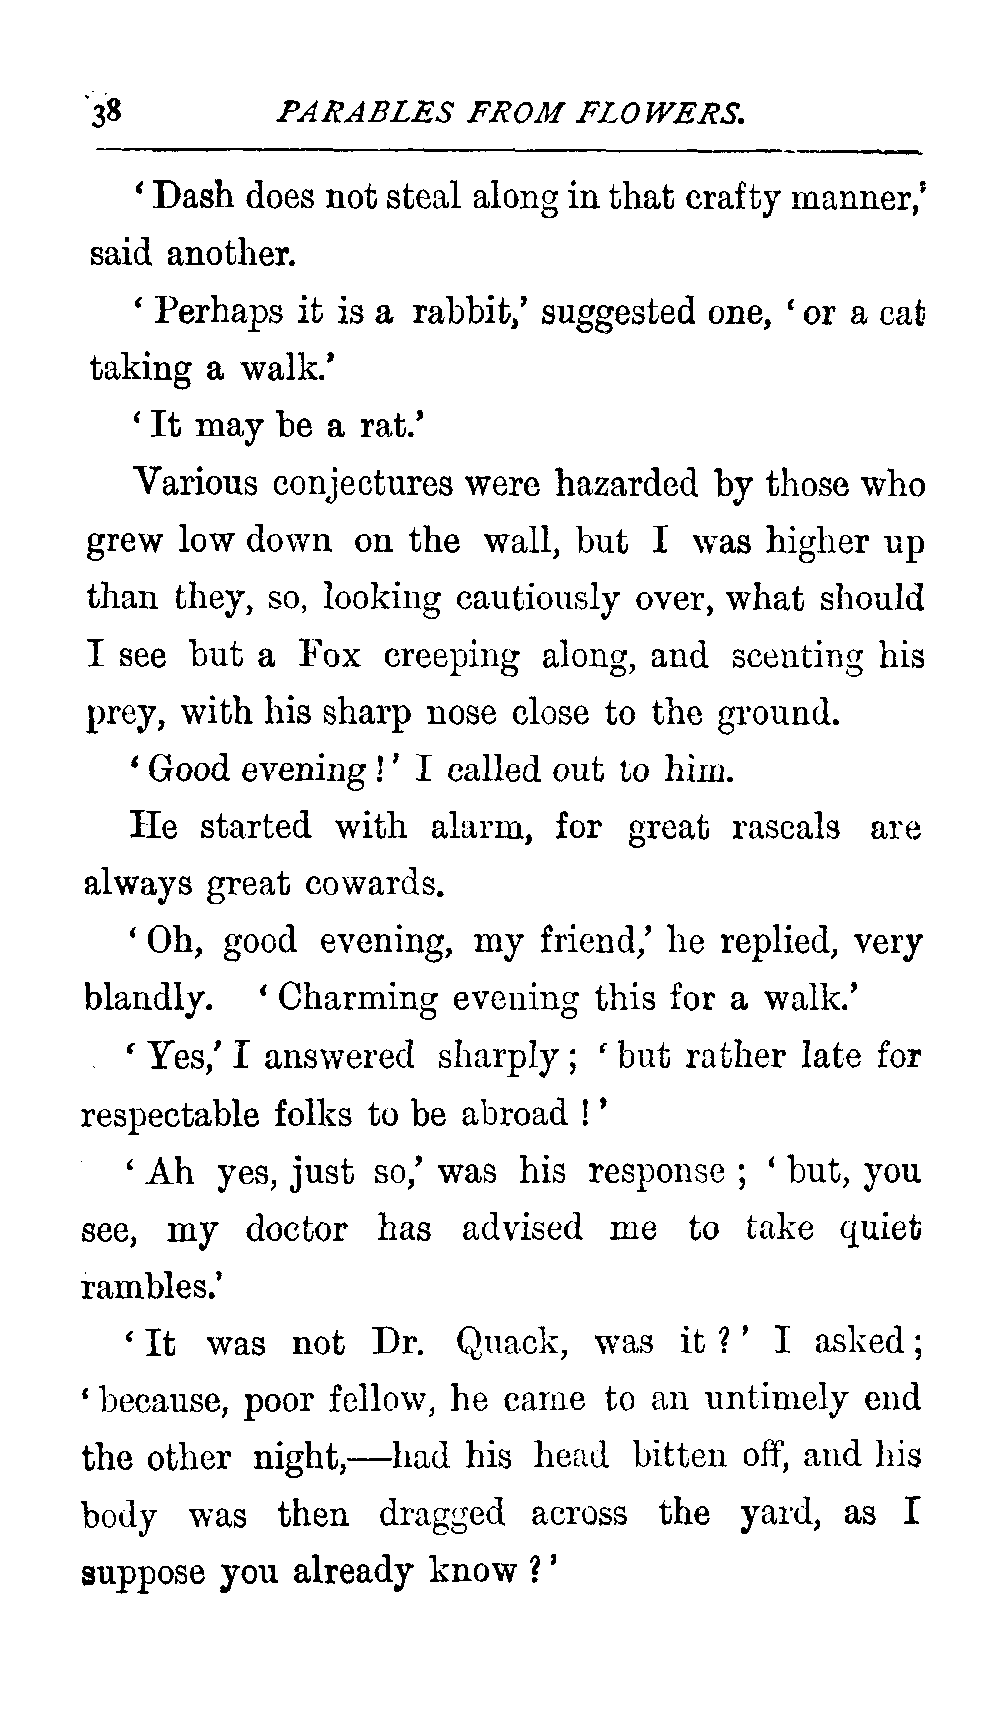 38 PARABLES FROM FLOWERS.
‘Dash does not steal along in that crafty manner,’
said another.
‘Perhaps it is a rabbit,’ suggested one, ‘or a cat
taking a walk.’
‘It may be a rat.’
Various conjectures were hazarded by those who
grew low down on the wall, but I was higher up
than they, so, looking cautiously over, what should
I see but a Fox creeping along, and scenting his
prey, with his sharp nose close to the ground.
‘Good evening!’ I called out to him.
He started with alarm, for great rascals are
always great cowards.
‘Oh, good evening, my friend,’ he replied, very
blandly. ‘Charming evening this for a walk.’
‘Yes,’ I answered sharply; ‘but rather late for
respectable folks to be abroad!’
‘Ah yes, just so,’ was his response; ‘but, you
see, my doctor has advised me to take quiet
rambles.’
‘It was not Dr. Quack, was it?’ I asked;
‘because, poor fellow, he came to an untimely end
the other night,—had his head bitten off, and his
body was then dragged across the yard, as I
suppose you already know?’